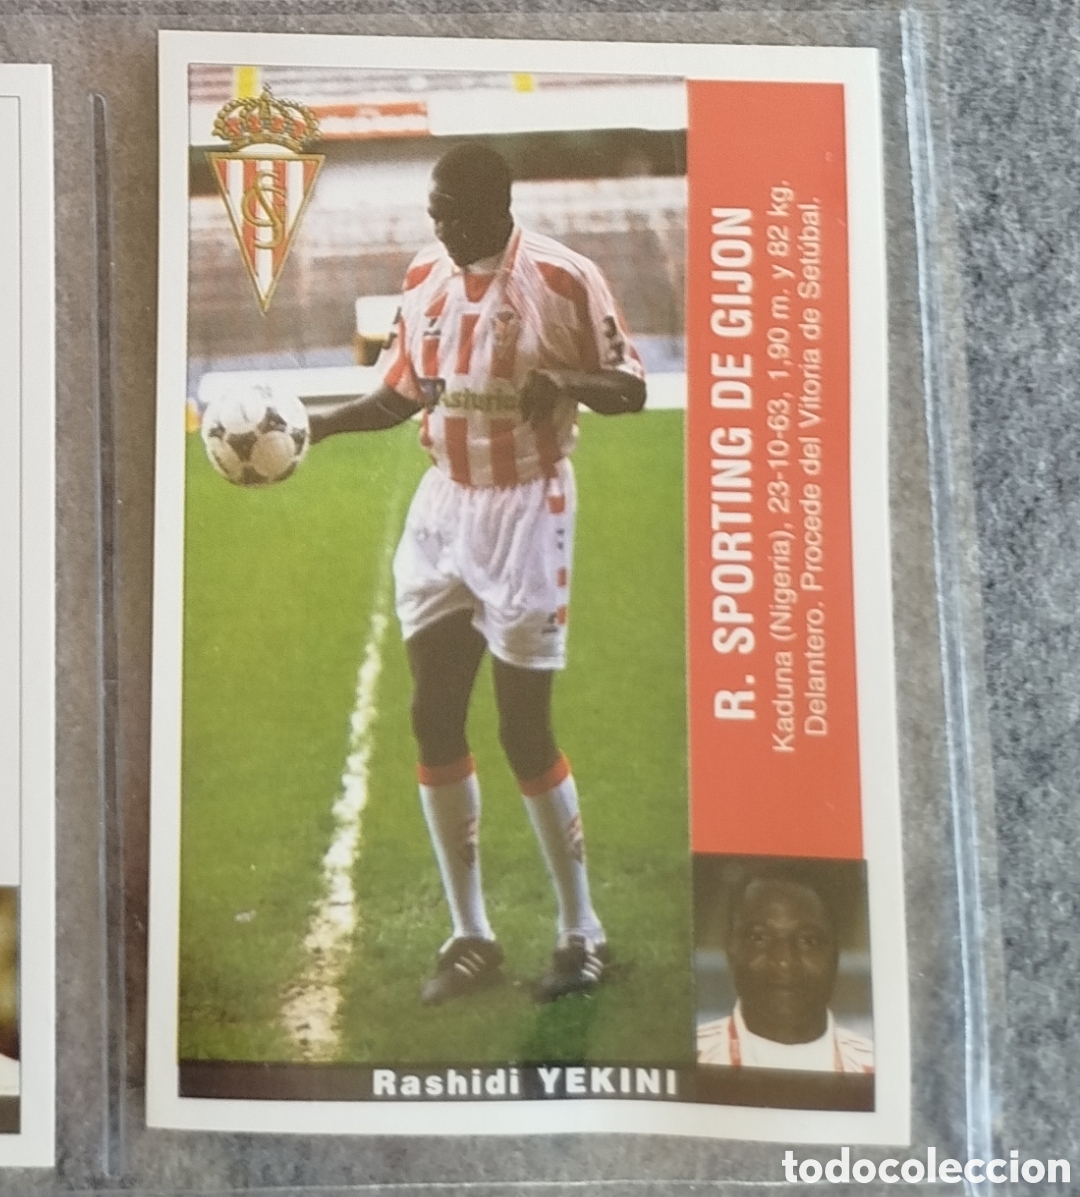 R. SPORTING DE GIJON
Kaduna (Nigeria), 23-10-63, 1,90 m. y 82 kg.
Delantero. Procede del Vitoria de Setúbal.
Asturias
Rashidi YEKINI
todocoleccion